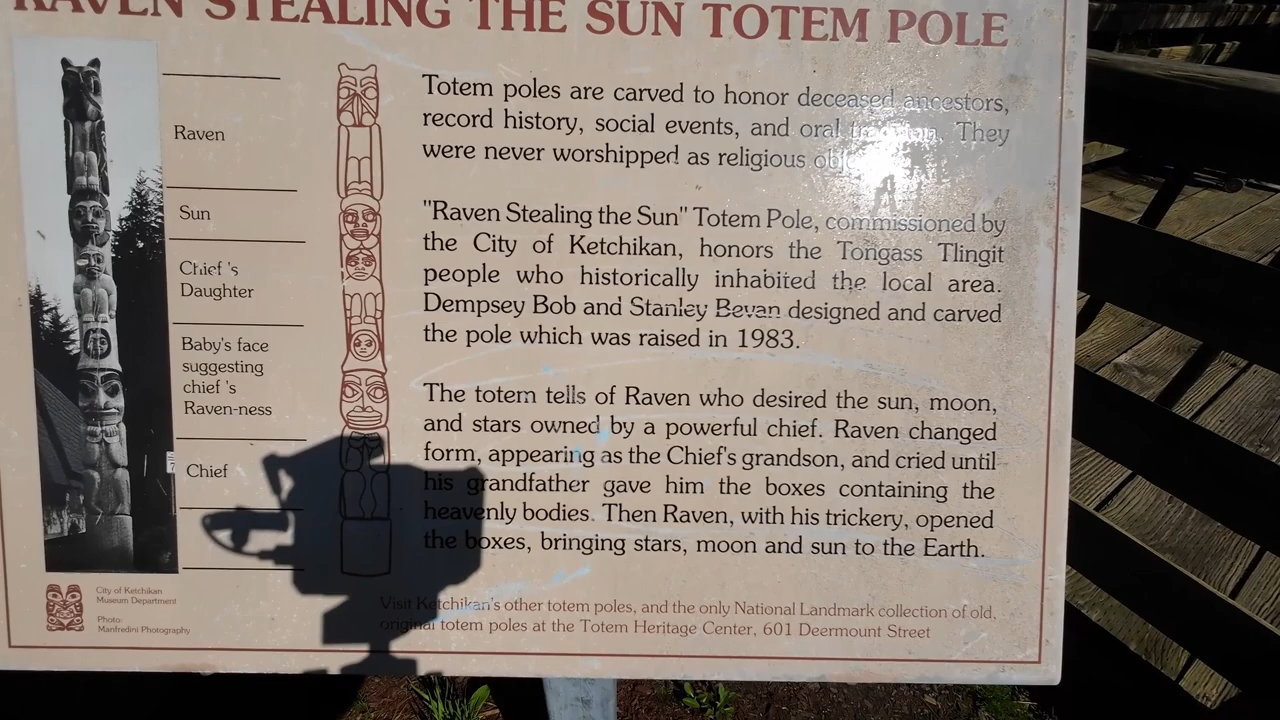 RAVEN STEALING THE SUN TOTEM POLE
Raven
Sun
Chief 's
Daughter
Baby's face
suggesting
chief 's
Raven-ness
Chief
Totem poles are carved to honor deceased ancestors,
record history, social events, and oral They
were never worshipped as religious
"Raven Stealing the Sun" Totem Pole, commissioned by
the City of Ketchikan, honors the Tongass Tlingit
people who historically inhabited the local area.
Dempsey Bob and Stanley Bevan designed and carved
the pole which was raised in 1983.
The totem tells of Raven who desired the sun, moon,
and stars owned by a powerful chief. Raven changed
form, appearing as the Chief's grandson, and cried until
his grandfather gave him the boxes containing the
heavenly bodies. Then Raven, with his trickery, opened
the boxes, bringing stars, moon and sun to the Earth.
City of Ketchikan
Museum Department
Photo:
Manfredini Photography
Visit Ketchikan's other totem poles, and the only National Landmark collection of old,
original totem poles at the Totem Heritage Center, 601 Deermount Street